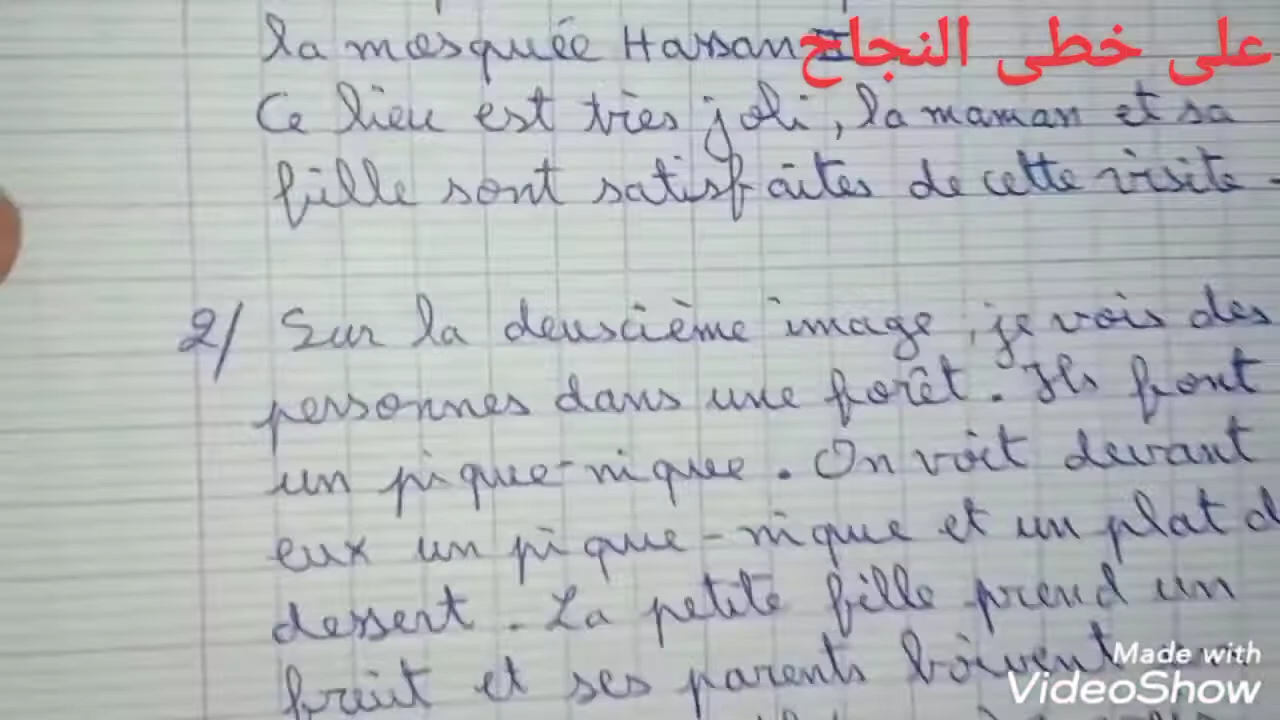 la mosquée Hassan II على خطى النجاح
Ce lieu est très joli, la maman et sa
fille sont satisfaites de cette visite.
2/ Sur la deuxième image, je vois des
personnes dans une forêt. Ils font
un pique-nique. On voit devant
eux un pique-nique et un plat d
dessert. La petite fille prend un
fruit et ses parents boivent
Made with
VideoShow